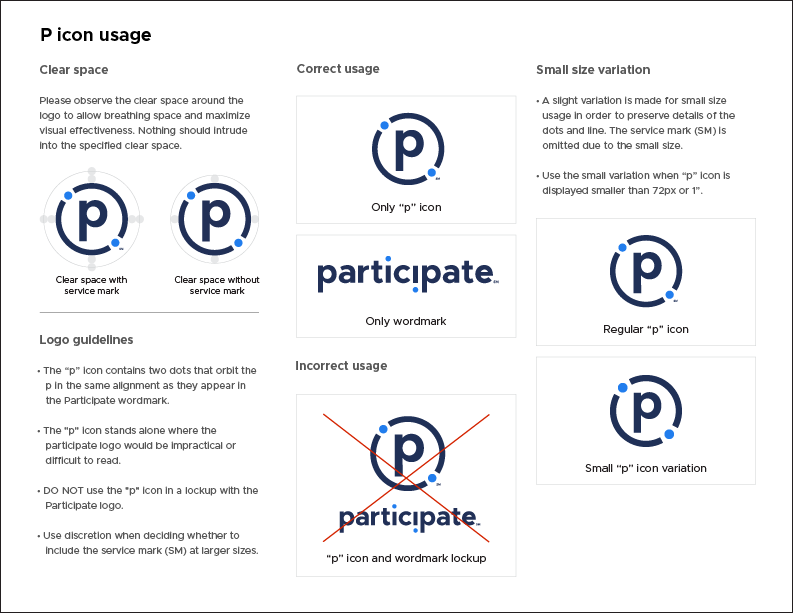 P icon usage
Clear space
Please observe the clear space around the
logo to allow breathing space and maximize
visual effectiveness. Nothing should intrude
into the specified clear space.
p
SM
p
Clear space with
service mark
Clear space without
service mark
Logo guidelines
• The “p” icon contains two dots that orbit the
p in the same alignment as they appear in
the Participate wordmark.
• The "p" icon stands alone where the
participate logo would be impractical or
difficult to read.
• DO NOT use the "p" icon in a lockup with the
Participate logo.
• Use discretion when deciding whether to
include the service mark (SM) at larger sizes.
Correct usage
p
SM
Only “p” icon
participate
SM
Only wordmark
Incorrect usage
p
SM
participate
SM
“p” icon and wordmark lockup
Small size variation
• A slight variation is made for small size
usage in order to preserve details of the
dots and line. The service mark (SM) is
omitted due to the small size.
• Use the small variation when “p” icon is
displayed smaller than 72px or 1”.
p
SM
Regular “p” icon
p
Small “p” icon variation